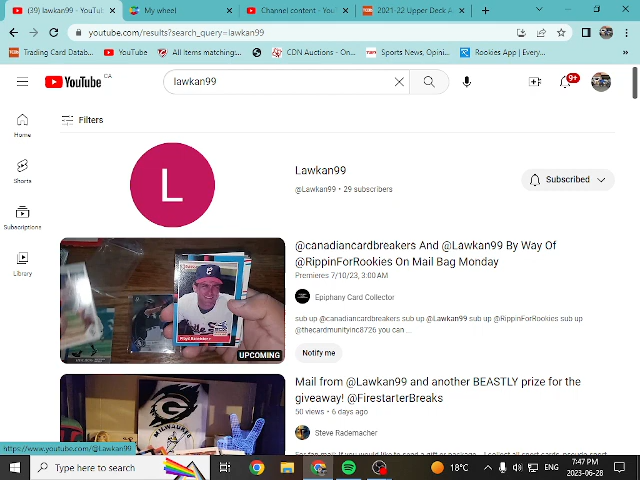 (39) lawkan99 - YouTube
My wheel
Channel content - YouTube
2021-22 Upper Deck A
youtube.com/results?search_query=lawkan99
Trading Card Datab...
YouTube
All Items matching:...
CDN Auctions - On...
Sports News, Opini...
Rookies App | Every...
YouTube CA
lawkan99
9+
Home
Shorts
Subscriptions
Library
Filters
L
Lawkan99
@Lawkan99 • 29 subscribers
Subscribed
@canadiancardbreakers And @Lawkan99 By Way Of
@RippinForRookies On Mail Bag Monday
Premieres 7/10/23, 3:00 AM
Epiphany Card Collector
sub up @canadiancardbreakers sub up @Lawkan99 sub up @RippinForRookies sub up
@thecardmunityinc8726 you can ...
Notify me
Floyd Bannister P
UPCOMING
Mail from @Lawkan99 and another BEASTLY prize for the
giveaway! @FirestarterBreaks
50 views • 6 days ago
Steve Rademacher
MILWAUKEE
https://www.youtube.com/@Lawkan99
Type here to search
18°C
ENG
7:47 PM
2023-06-28